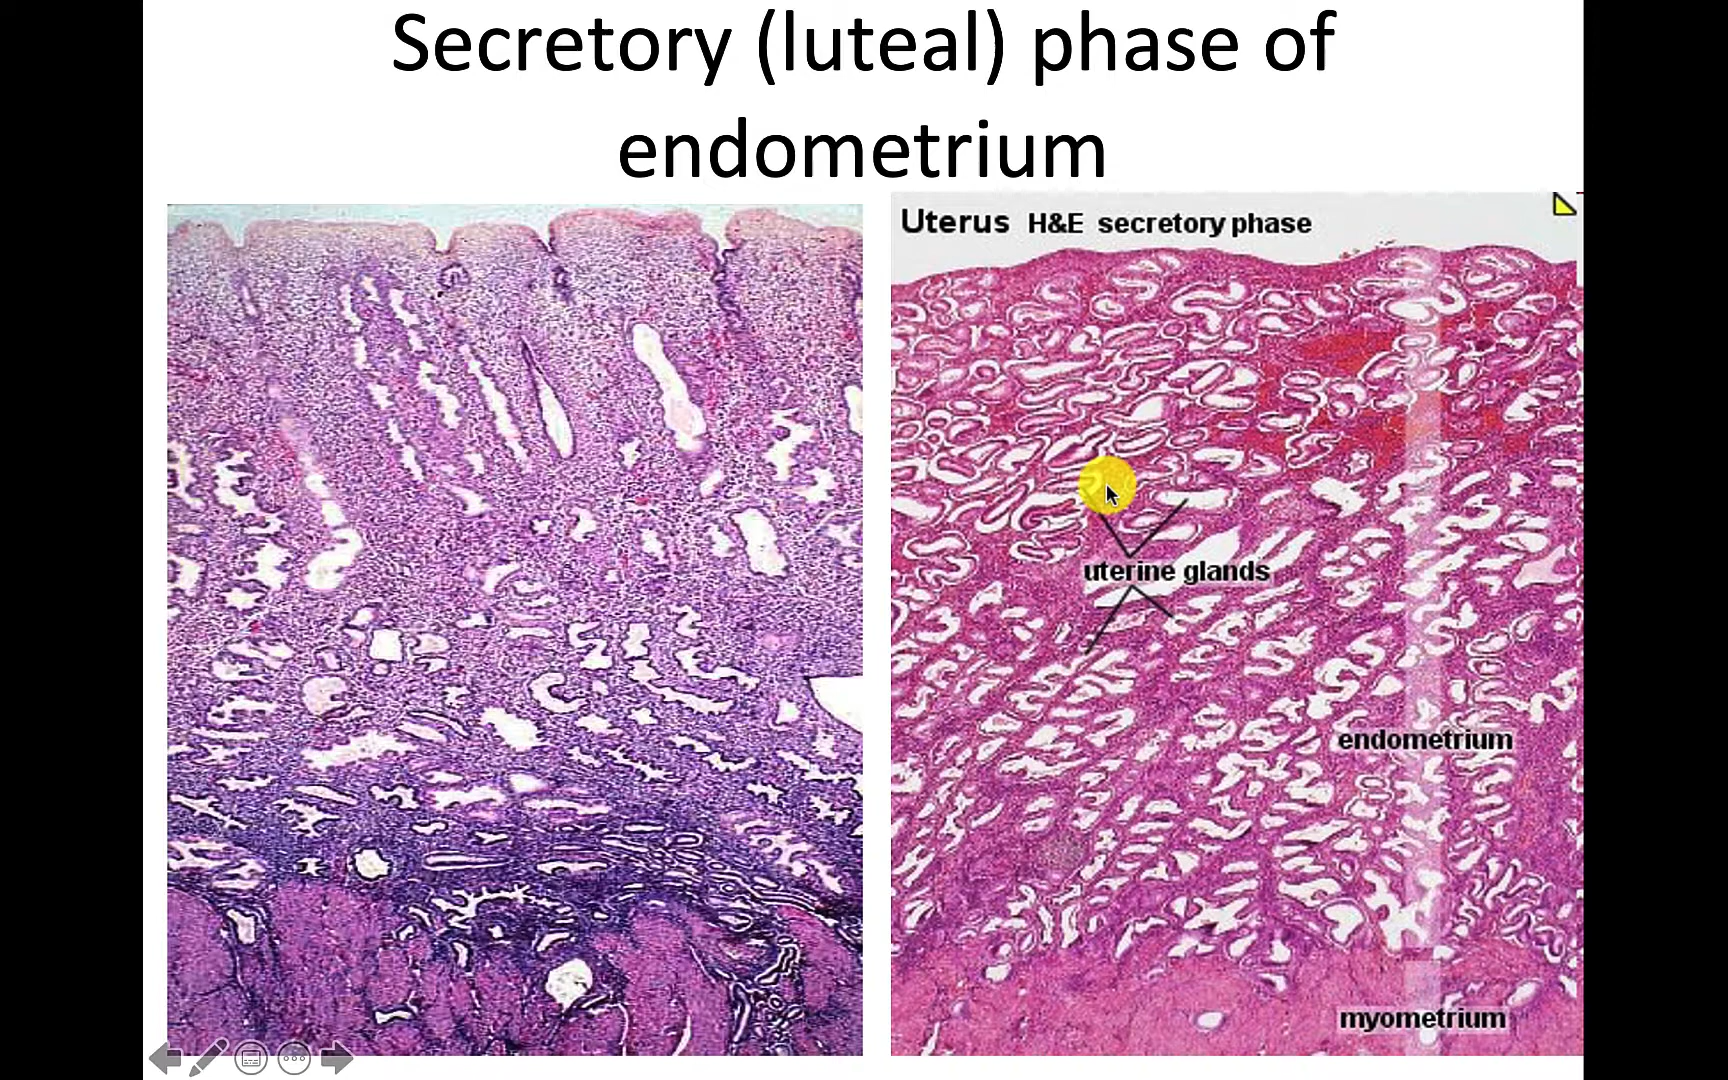 Secretory (luteal) phase of
endometrium
Uterus H&E secretory phase
uterine glands
endometrium
myometrium